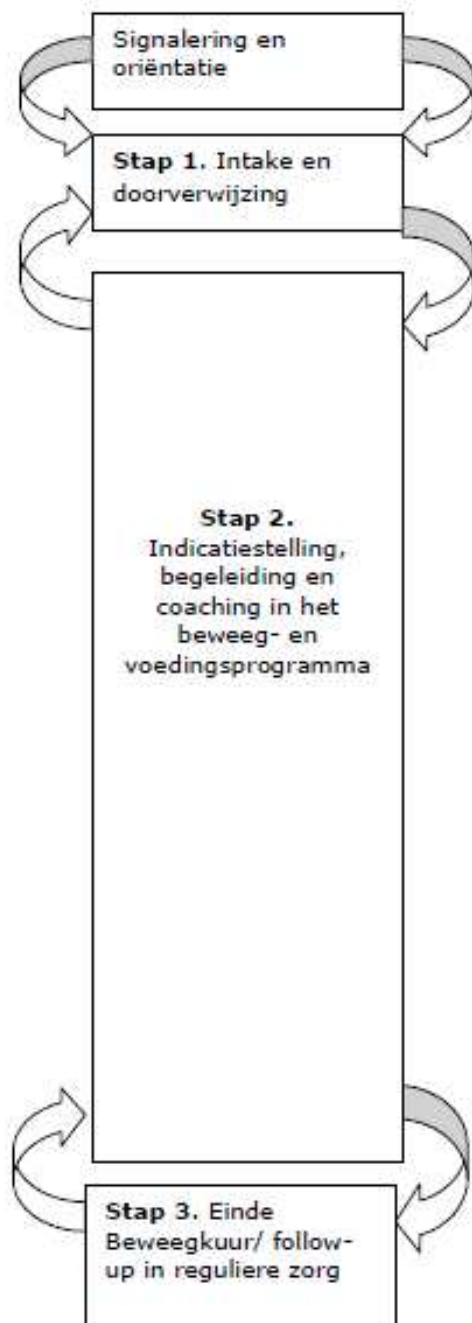 Signalering en
oriëntatie
Stap 1. Intake en
doorverwijzing
Stap 2.
Indicatiestelling,
begeleiding en
coaching in het
beweeg- en
voedingsprogramma
Stap 3. Einde
Beweegkuur/ follow-
up in reguliere zorg